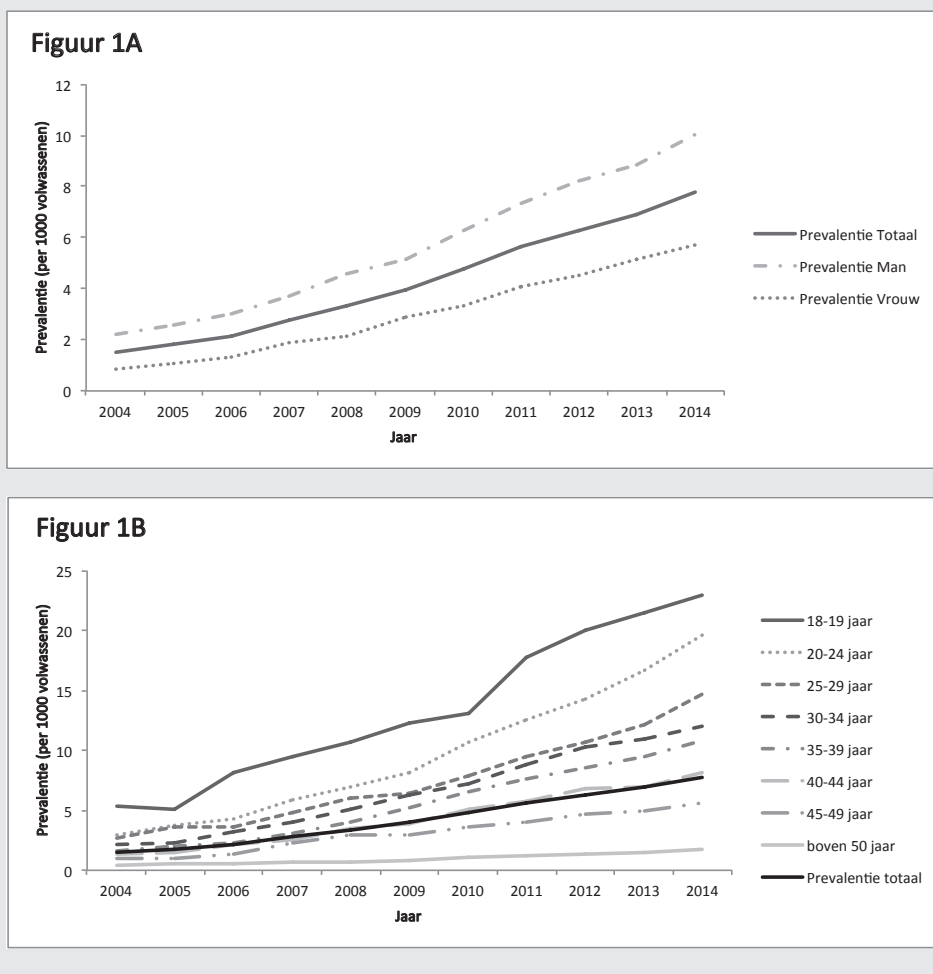 Figuur 1A
Prevalentie (per 1000 volwassenen)
12
10
8
6
4
2
0
2004 2005 2006 2007 2008 2009 2010 2011 2012 2013 2014
Jaar
Prevalentie Totaal
Prevalentie Man
Prevalentie Vrouw
Figuur 1B
Prevalentie (per 1000 volwassenen)
25
20
15
10
5
0
2004 2005 2006 2007 2008 2009 2010 2011 2012 2013 2014
Jaar
18-19 jaar
20-24 jaar
25-29 jaar
30-34 jaar
35-39 jaar
40-44 jaar
45-49 jaar
boven 50 jaar
Prevalentie totaal